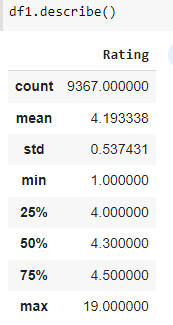 df1.describe()
Rating
count 9367.000000
mean 4.193338
std 0.537431
min 1.000000
25% 4.000000
50% 4.300000
75% 4.500000
max 19.000000